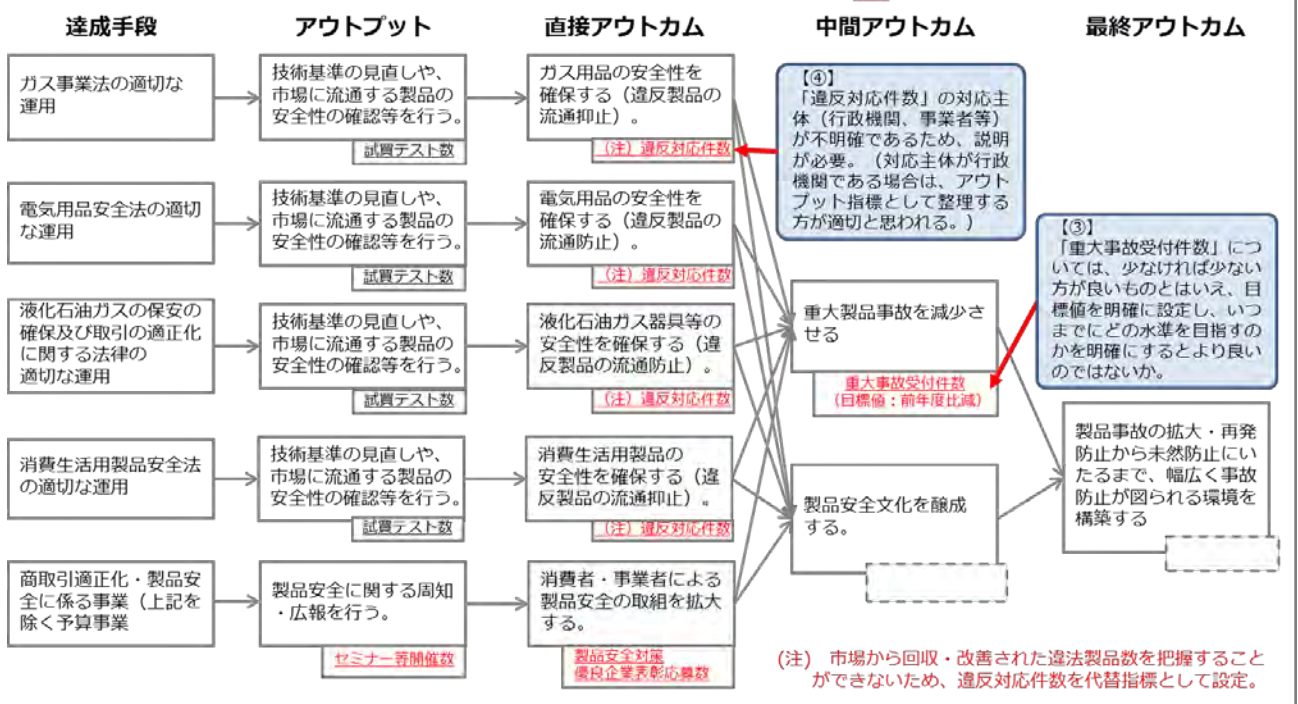 達成手段
アウトプット
直接アウトカム
中間アウトカム
最終アウトカム
ガス事業法の適切な
運用
技術基準の見直しや、
市場に流通する製品の
安全性の確認等を行う。
試買テスト数
ガス用品の安全性を
確保する（違反製品の
流通抑止）。
（注）違反対応件数
【④】
「違反対応件数」の対応主
体（行政機関、事業者等）
が不明確であるため、説明
が必要。（対応主体が行政
機関である場合は、アウト
プット指標として整理する
方が適切と思われる。）
電気用品安全法の適切
な運用
技術基準の見直しや、
市場に流通する製品の
安全性の確認等を行う。
試買テスト数
電気用品の安全性を
確保する（違反製品の
流通防止）。
（注）違反対応件数
【③】
「重大事故受付件数」につ
いては、少なければ少ない
方が良いものとはいえ、目
標値を明確に設定し、いつ
までにどの水準を目指すの
かを明確にするとより良い
のではないか。
液化石油ガスの保安の
確保及び取引の適正化
に関する法律の
適切な運用
技術基準の見直しや、
市場に流通する製品の
安全性の確認等を行う。
試買テスト数
液化石油ガス器具等の
安全性を確保する（違
反製品の流通防止）。
（注）違反対応件数
重大製品事故を減少さ
せる
重大事故受付件数
（目標値：前年度比減）
消費生活用製品安全法
の適切な運用
技術基準の見直しや、
市場に流通する製品の
安全性の確認等を行う。
試買テスト数
消費生活用製品の
安全性を確保する（違
反製品の流通抑止）。
（注）違反対応件数
製品安全文化を醸成
する。
製品事故の拡大・再発
防止から未然防止にい
たるまで、幅広く事故
防止が図られる環境を
構築する
商取引適正化・製品安
全に係る事業（上記を
除く予算事業
製品安全に関する周知
・広報を行う。
セミナー等開催数
消費者・事業者による
製品安全の取組を拡大
する。
製品安全対策
優良企業表彰応募数
(注)　市場から回収・改善された違法製品数を把握すること
ができないため、違反対応件数を代替指標として設定。